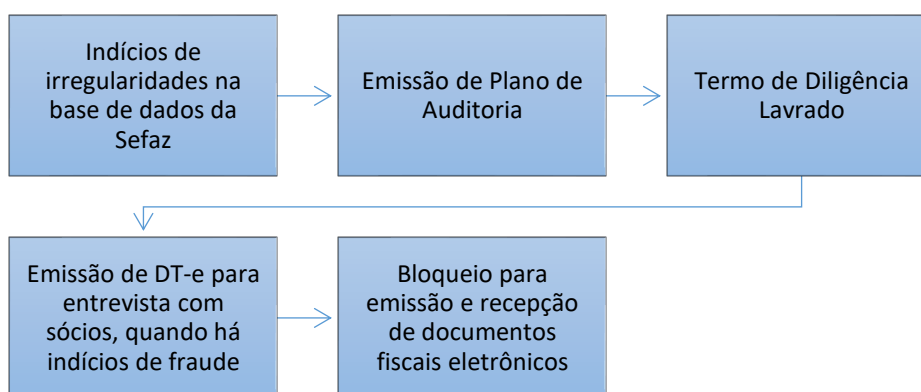 Indícios de
irregularidades na
base de dados da
Sefaz
Emissão de Plano de
Auditoria
Termo de Diligência
Lavrado
Emissão de DT-e para
entrevista com
sócios, quando há
indícios de fraude
Bloqueio para
emissão e recepção
de documentos
fiscais eletrônicos